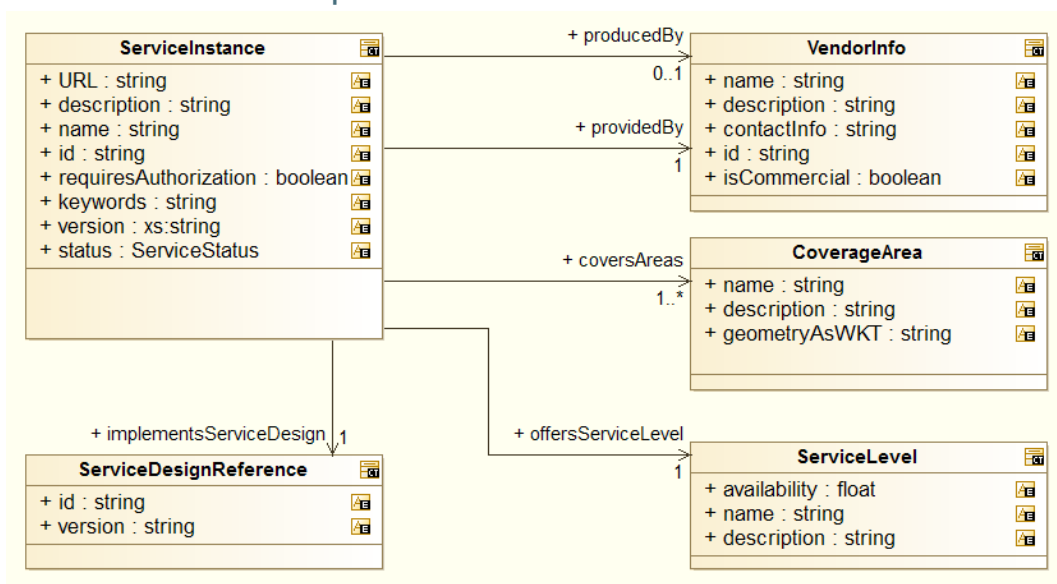 ServiceInstance
+ URL : string
+ description : string
+ name : string
+ id : string
+ requiresAuthorization : boolean
+ keywords : string
+ version : xs:string
+ status : ServiceStatus
+ producedBy
0..1
+ providedBy
1
+ coversAreas
1..*
+ implementsServiceDesign
1
+ offersServiceLevel
1
VendorInfo
+ name : string
+ description : string
+ contactInfo : string
+ id : string
+ isCommercial : boolean
CoverageArea
+ name : string
+ description : string
+ geometryAsWKT : string
ServiceDesignReference
+ id : string
+ version : string
ServiceLevel
+ availability : float
+ name : string
+ description : string